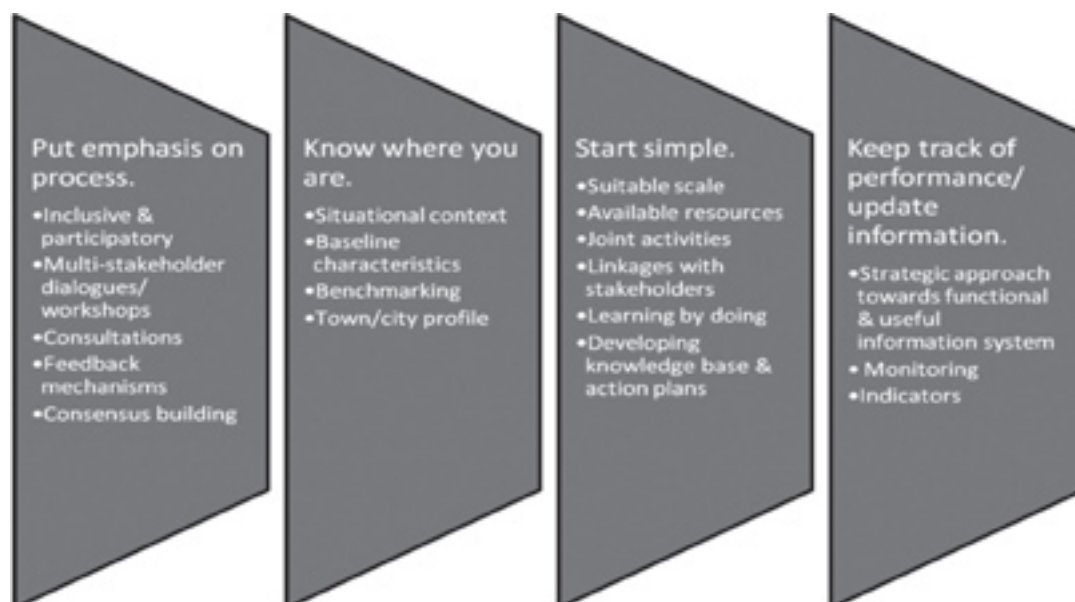 Put emphasis on
process.
•Inclusive &
participatory
•Multi-stakeholder
dialogues/
workshops
•Consultations
•Feedback
mechanisms
•Consensus building
Know where you
are.
•Situational context
•Baseline
characteristics
•Benchmarking
•Town/city profile
Start simple.
•Suitable scale
•Available resources
•Joint activities
•Linkages with
stakeholders
•Learning by doing
•Developing
knowledge base &
action plans
Keep track of
performance/
update
information.
•Strategic approach
towards functional
& useful
information system
• Monitoring
•Indicators